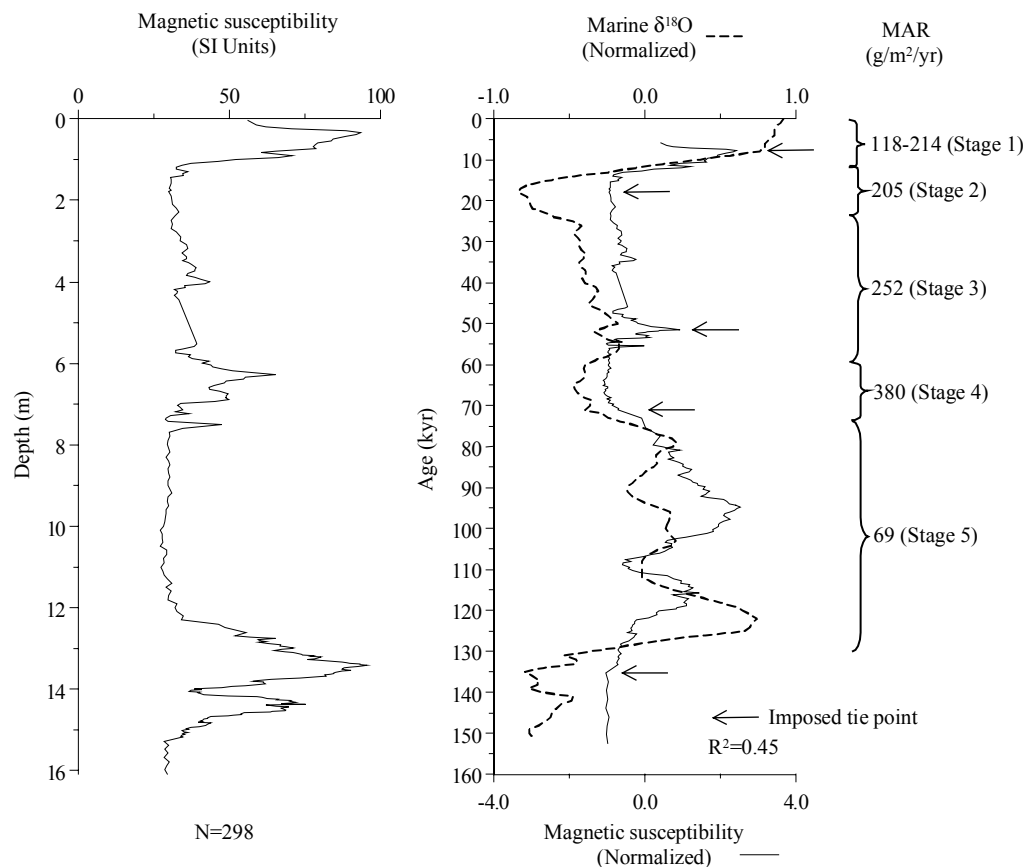 Magnetic susceptibility
(SI Units)
0 50 100
0
2
4
6
8
10
12
14
16
Depth (m)
N=298
Marine δ¹⁸O
(Normalized)
-1.0 0.0 1.0
0
10
20
30
40
50
60
70
80
90
100
110
120
130
140
150
160
Age (kyr)
Imposed tie point
R²=0.45
-4.0 0.0 4.0
Magnetic susceptibility
(Normalized)
MAR
(g/m²/yr)
118-214 (Stage 1)
205 (Stage 2)
252 (Stage 3)
380 (Stage 4)
69 (Stage 5)